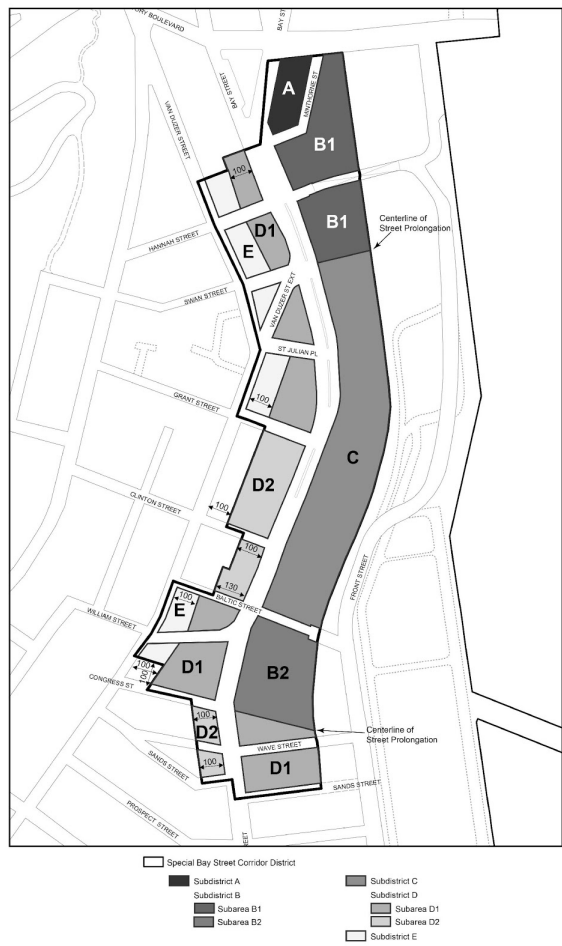 ORY BOULEVARD
BAY ST
BAY STREET
VAN DUZER STREET
A
MINTHORNE ST
B1
100
B1
Centerline of
Street Prolongation
D1
HANNAH STREET
E
SWAN STREET
VAN DUZER ST EXT
ST JULIAN PL
100
GRANT STREET
C
D2
100
CLINTON STREET
100
130
FRONT STREET
E
100
BALTIC STREET
WILLIAM STREET
100
100
D1
B2
CONGRESS ST
100
D2
Centerline of
Street Prolongation
WAVE STREET
100
D1
SANDS STREET
SANDS STREET
PROSPECT STREET
REET
Special Bay Street Corridor District
Subdistrict A
Subdistrict B
Subarea B1
Subarea B2
Subdistrict C
Subdistrict D
Subarea D1
Subarea D2
Subdistrict E